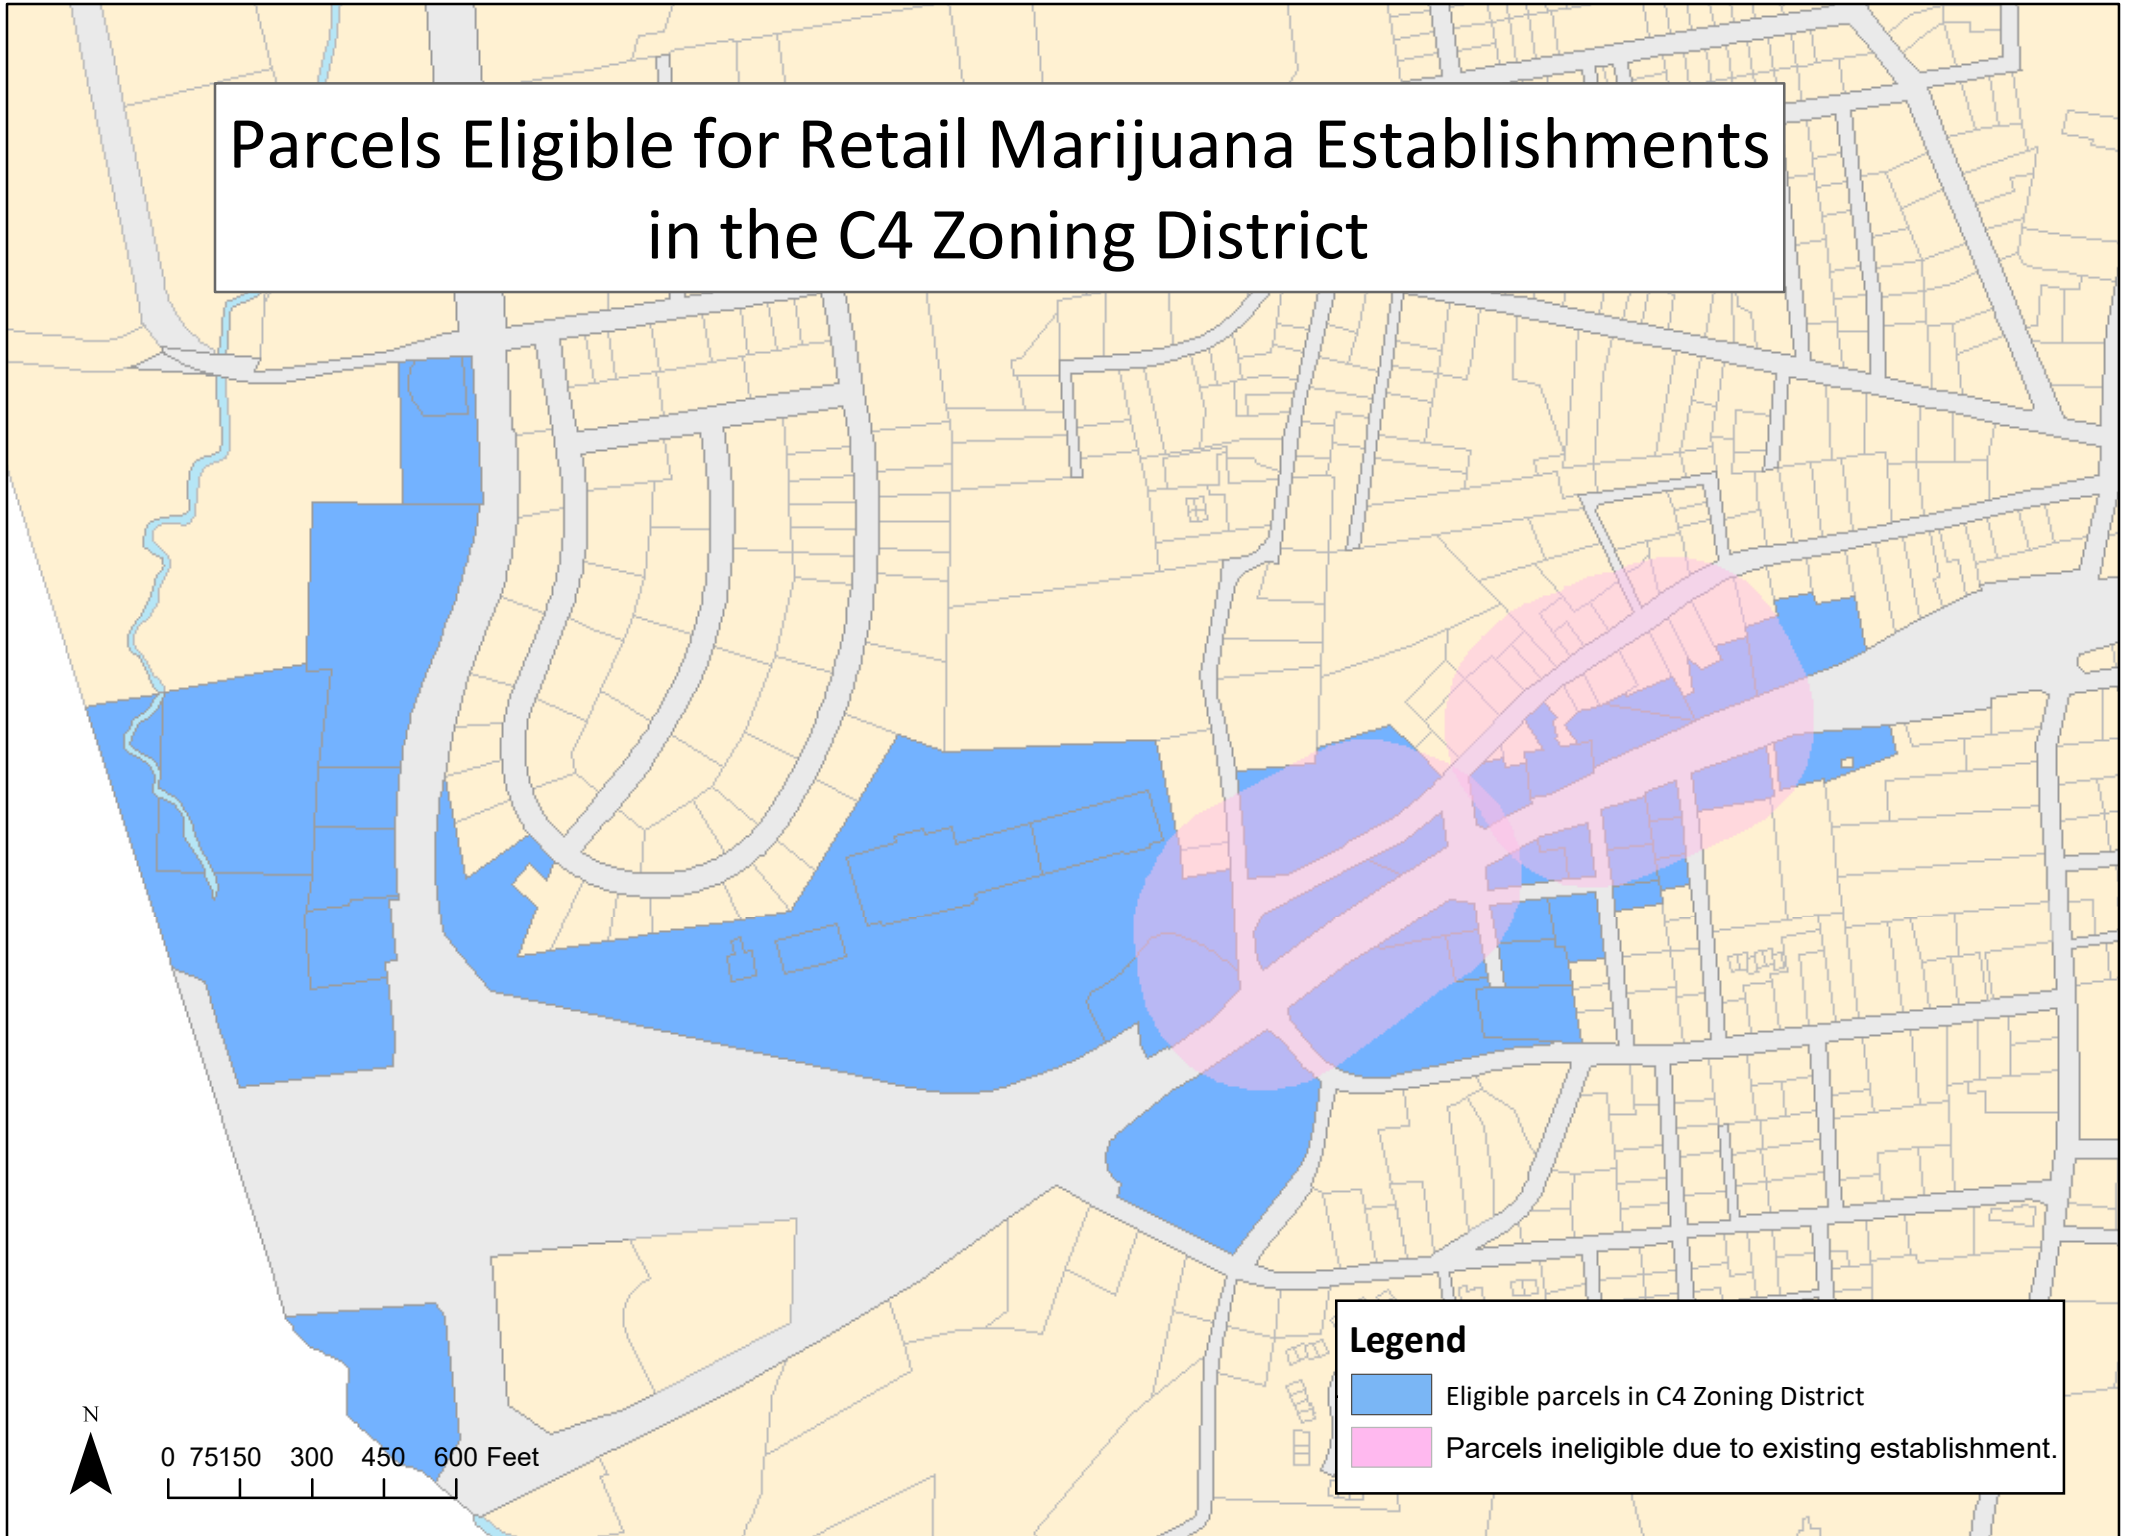 Parcels Eligible for Retail Marijuana Establishments
in the C4 Zoning District
Legend
Eligible parcels in C4 Zoning District
Parcels ineligible due to existing establishment.
N
0 75150 300 450 600 Feet